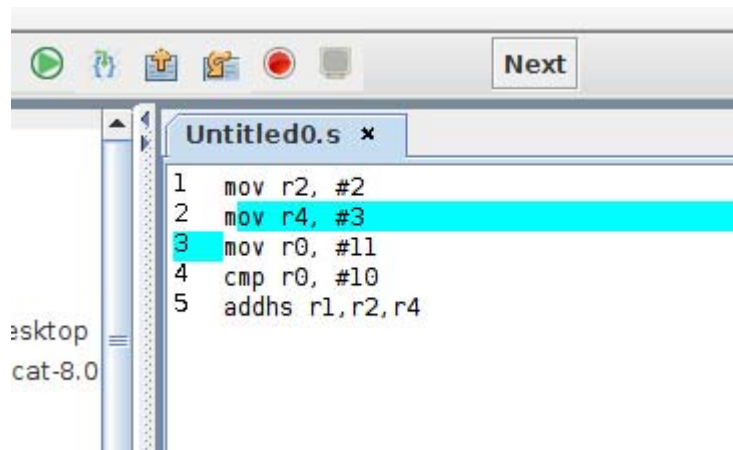 Next
Untitled0.s ×
1 mov r2, #2
2 mov r4, #3
3 mov r0, #11
4 cmp r0, #10
5 addhs r1,r2,r4
esktop
cat-8.0